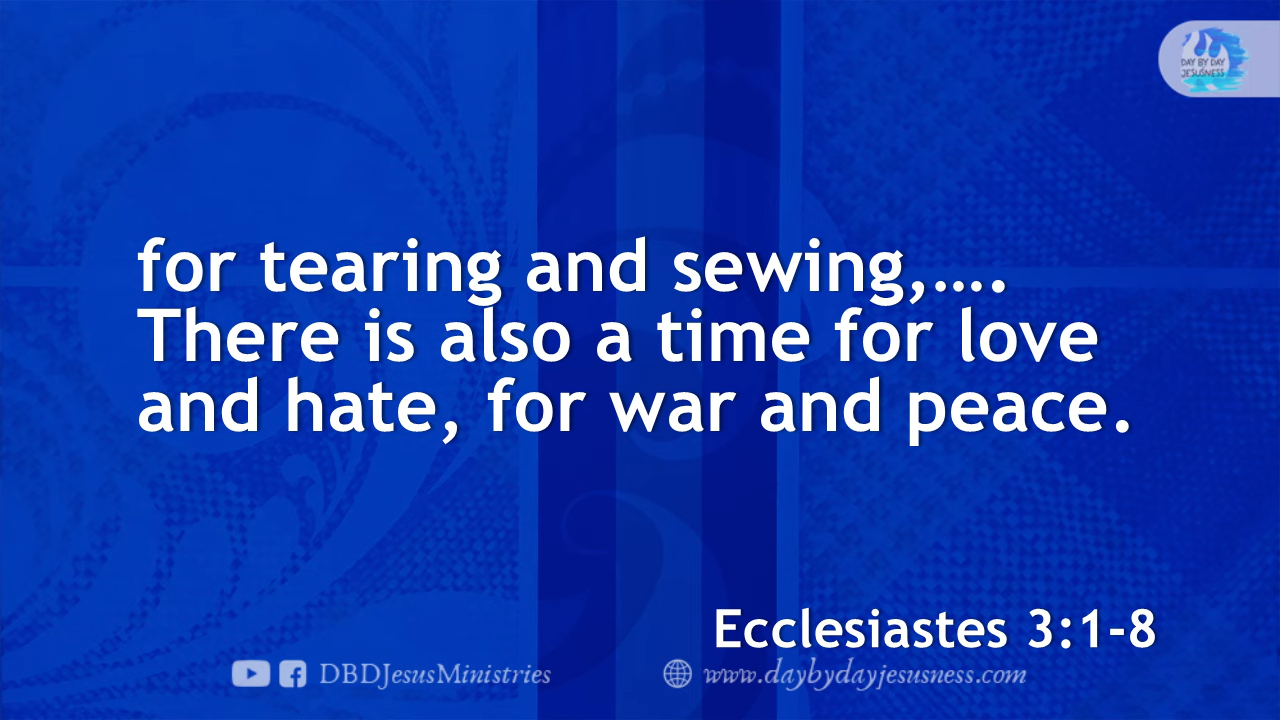 DAY BY DAY
JESUSNESS
for tearing and sewing,....
There is also a time for love
and hate, for war and peace.
Ecclesiastes 3:1-8
DBDJesusMinistries
www.daybydayjesusness.com